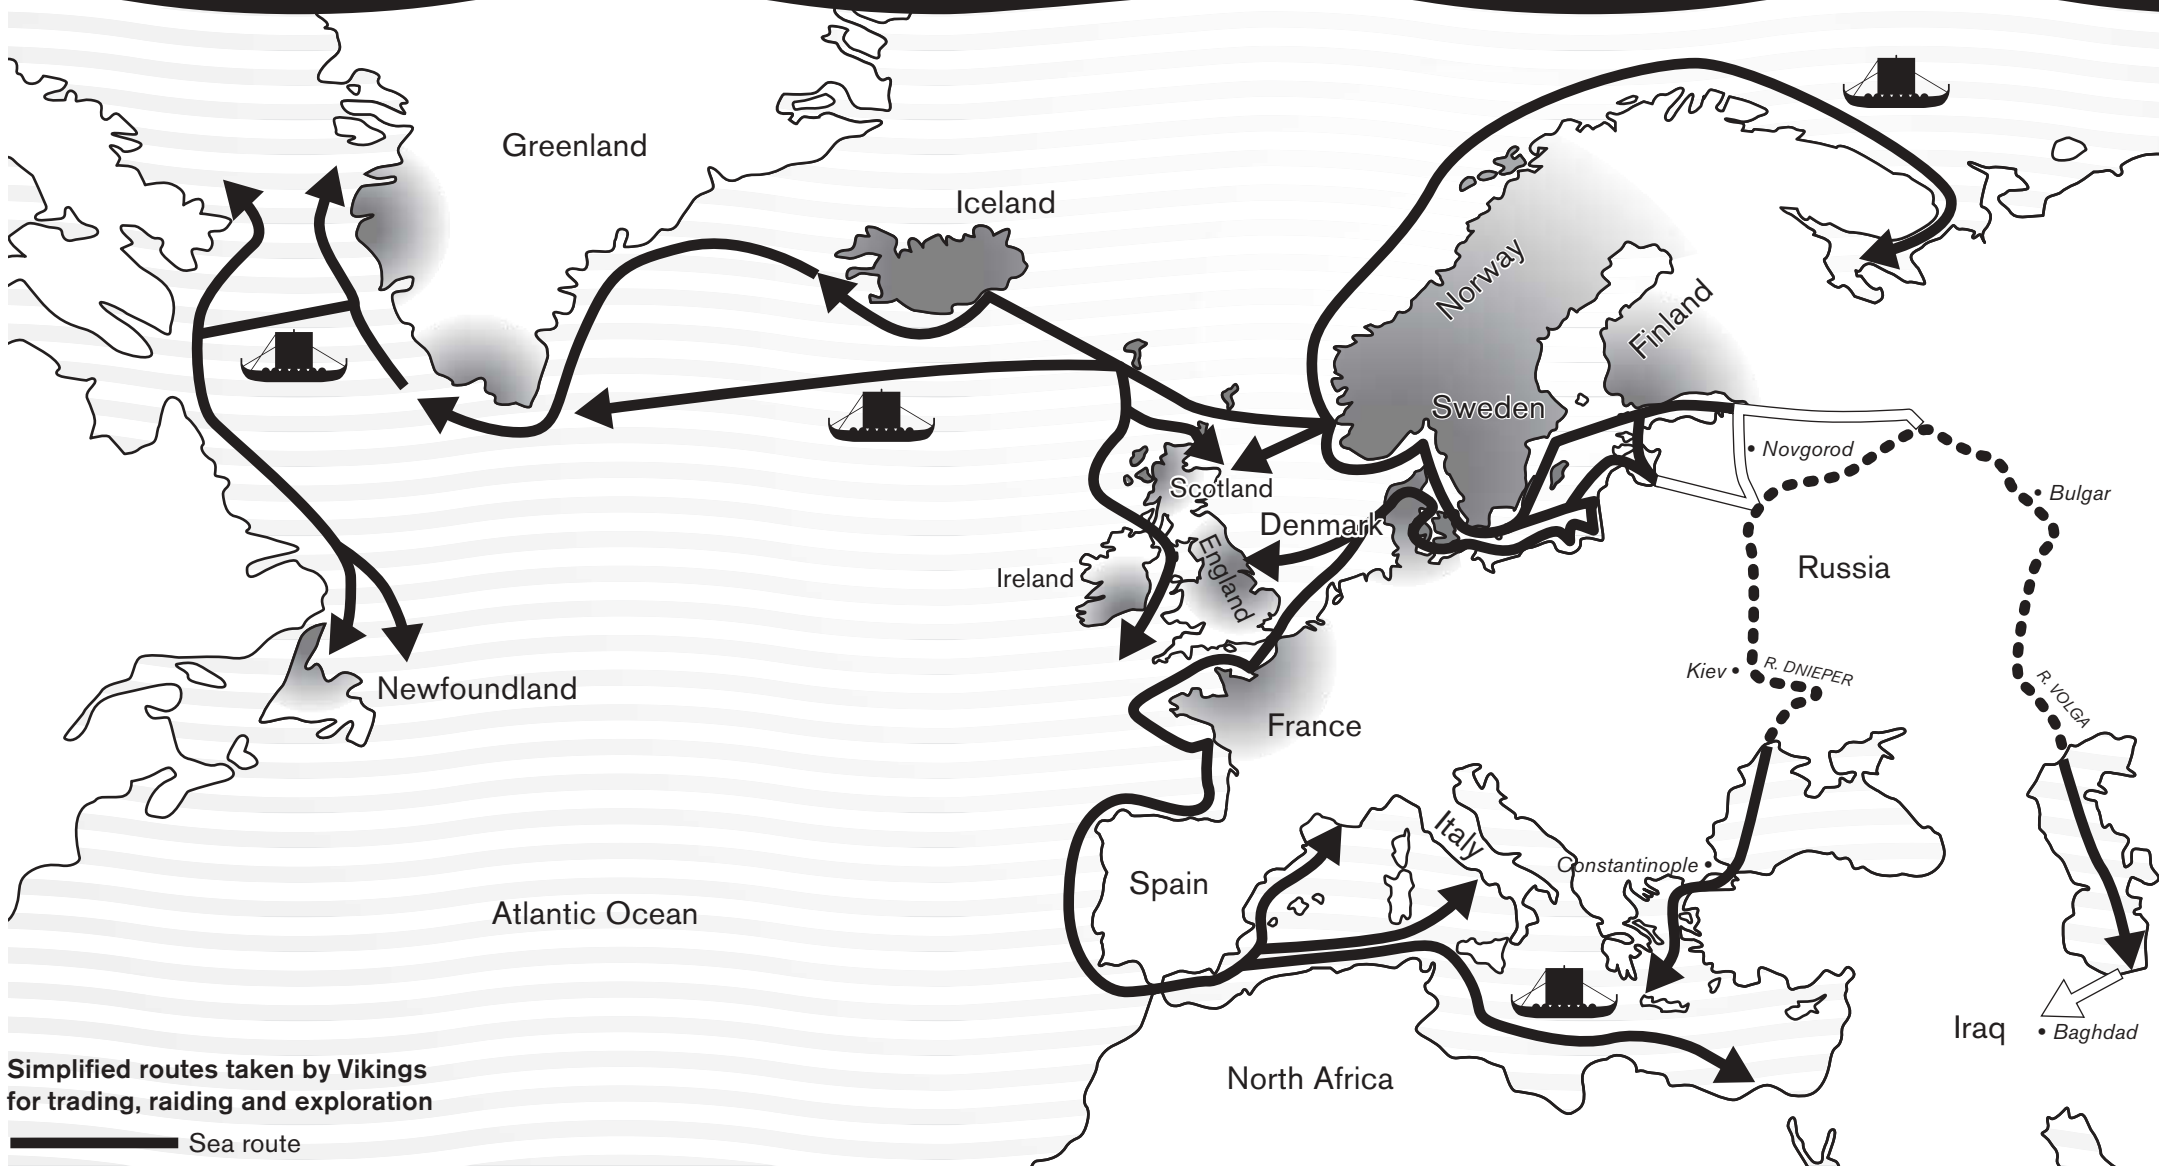 Greenland
Iceland
Norway
Finland
Sweden
Novgorod
Bulgar
Scotland
Denmark
England
Ireland
Russia
Kiev
R. DNIEPER
R. VOLGA
Newfoundland
France
Italy
Constantinople
Spain
Atlantic Ocean
Iraq
Baghdad
North Africa
Simplified routes taken by Vikings
for trading, raiding and exploration
Sea route